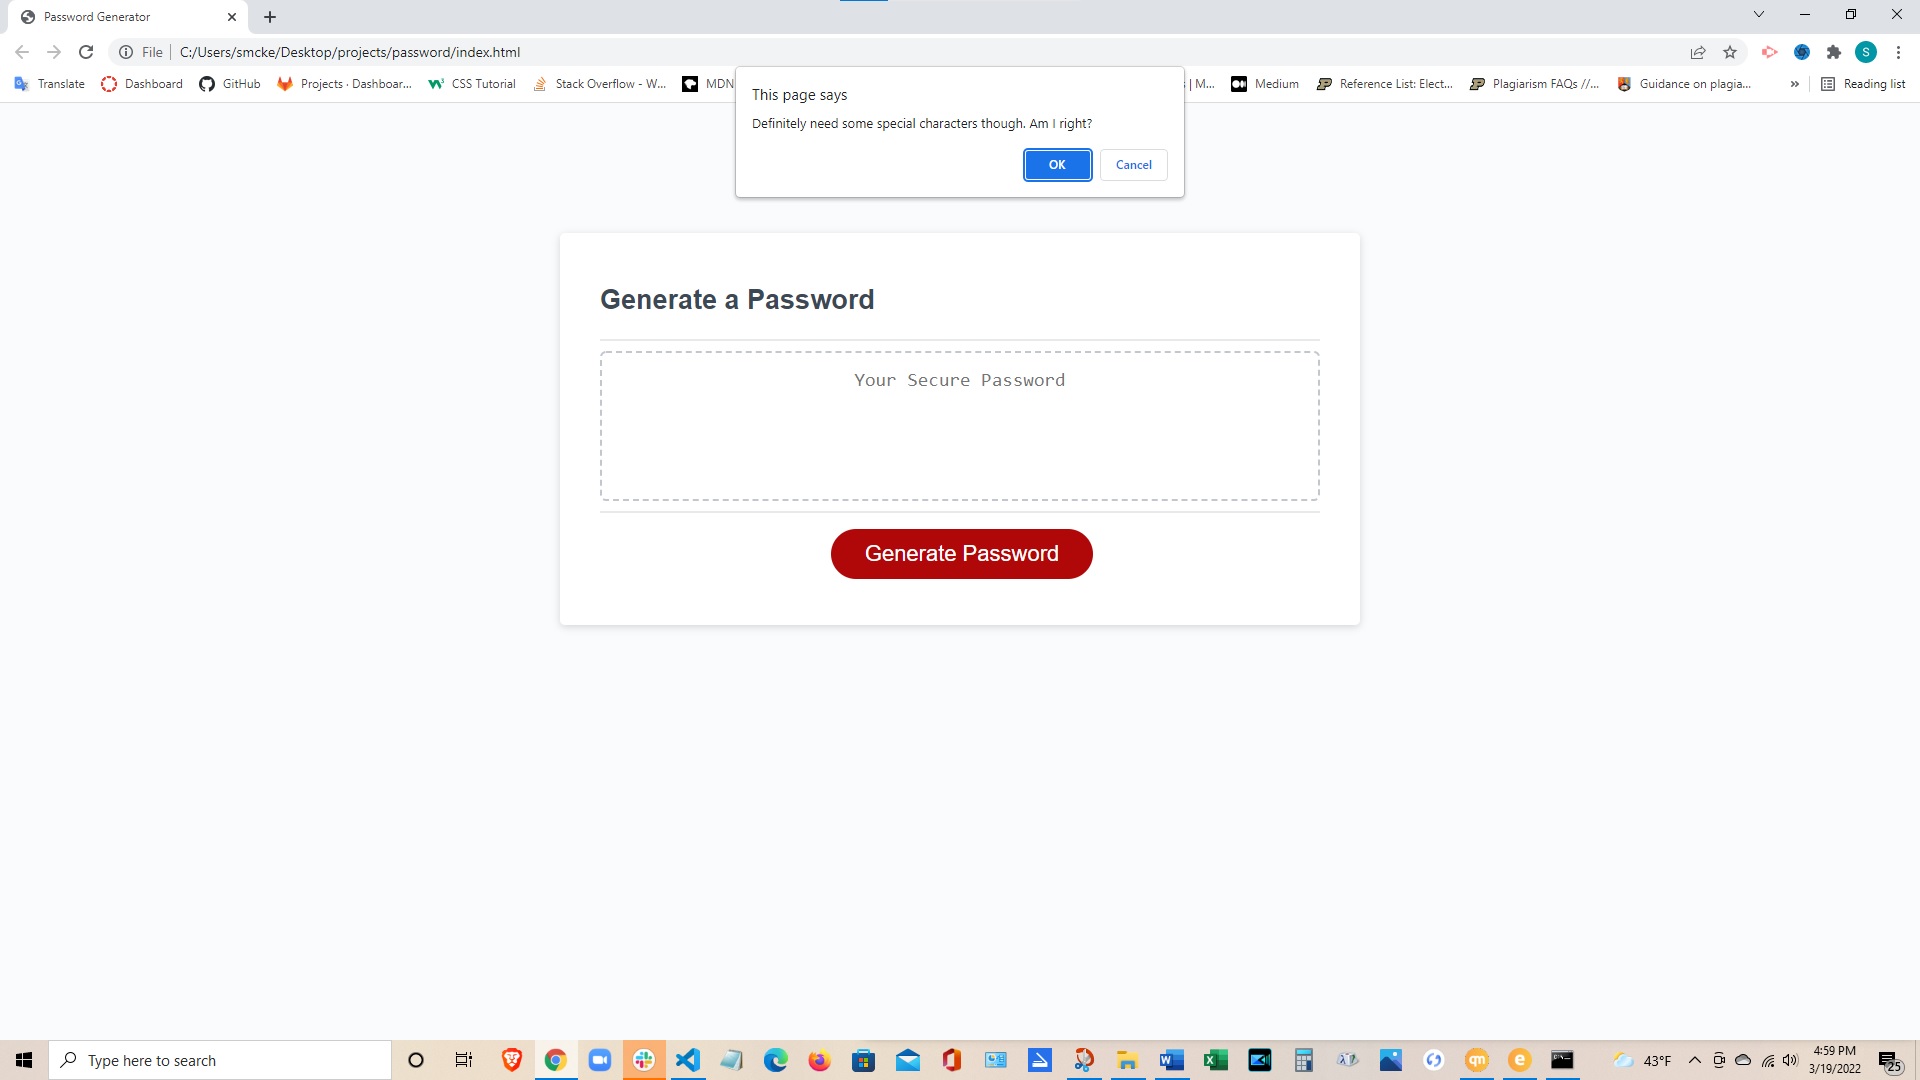 Password Generator
File
C:/Users/smcke/Desktop/projects/password/index.html
S
Translate
Dashboard
GitHub
Projects · Dashboar...
CSS Tutorial
Stack Overflow - W...
MDN
| M...
Medium
Reference List: Elect...
Plagiarism FAQs //...
Guidance on plagia...
»
Reading list
This page says
Definitely need some special characters though. Am I right?
OK
Cancel
Generate a Password
Your Secure Password
Generate Password
Type here to search
qm
e
43°F
4:59 PM
3/19/2022
25